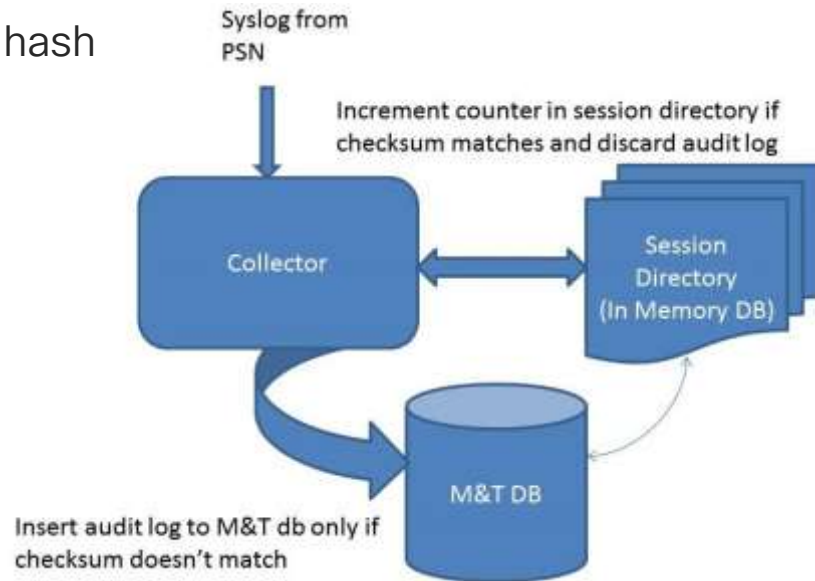 hash
Syslog from
PSN
Increment counter in session directory if
checksum matches and discard audit log
Collector
Session
Directory
(In Memory DB)
M&T DB
Insert audit log to M&T db only if
checksum doesn't match